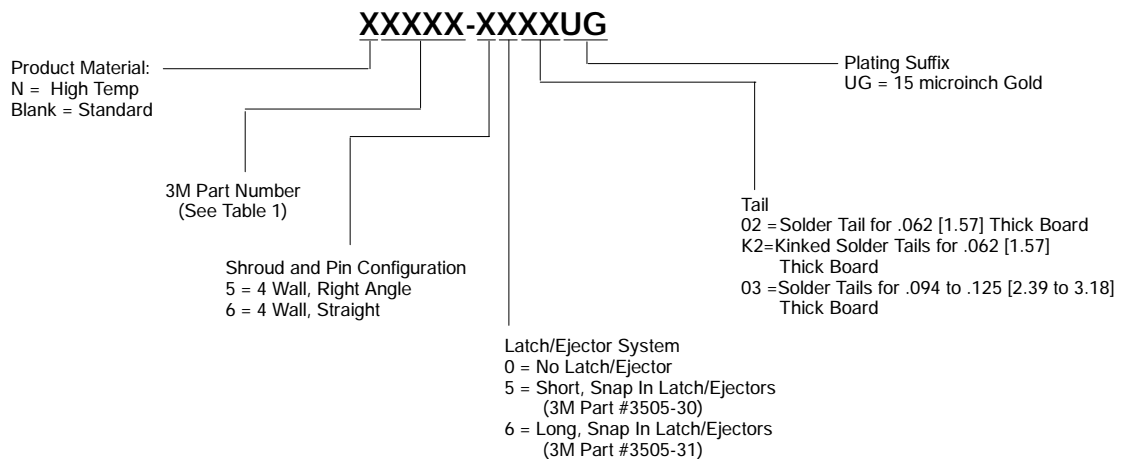 XXXXX-XXXXUG
Product Material:
N = High Temp
Blank = Standard
Plating Suffix
UG = 15 microinch Gold
3M Part Number
(See Table 1)
Tail
02 =Solder Tail for .062 [1.57] Thick Board
K2=Kinked Solder Tails for .062 [1.57]
Thick Board
03 =Solder Tails for .094 to .125 [2.39 to 3.18]
Thick Board
Shroud and Pin Configuration
5 = 4 Wall, Right Angle
6 = 4 Wall, Straight
Latch/Ejector System
0 = No Latch/Ejector
5 = Short, Snap In Latch/Ejectors
(3M Part #3505-30)
6 = Long, Snap In Latch/Ejectors
(3M Part #3505-31)